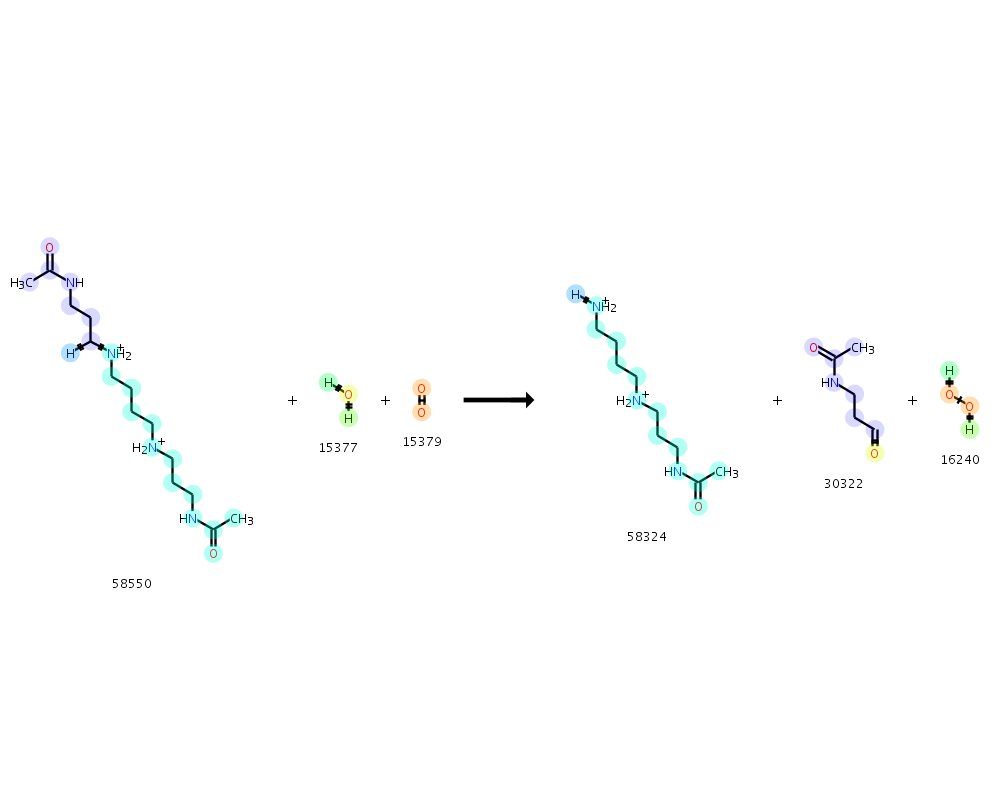 O
H₃C
NH
H
+
NH₂
+
H₂N
HN
CH₃
O
58550
+
H
O
H
15377
+
O
O
15379
H
+
NH₂
+
H₂N
HN
CH₃
O
58324
+
O
CH₃
HN
O
30322
+
H
O
O
H
16240